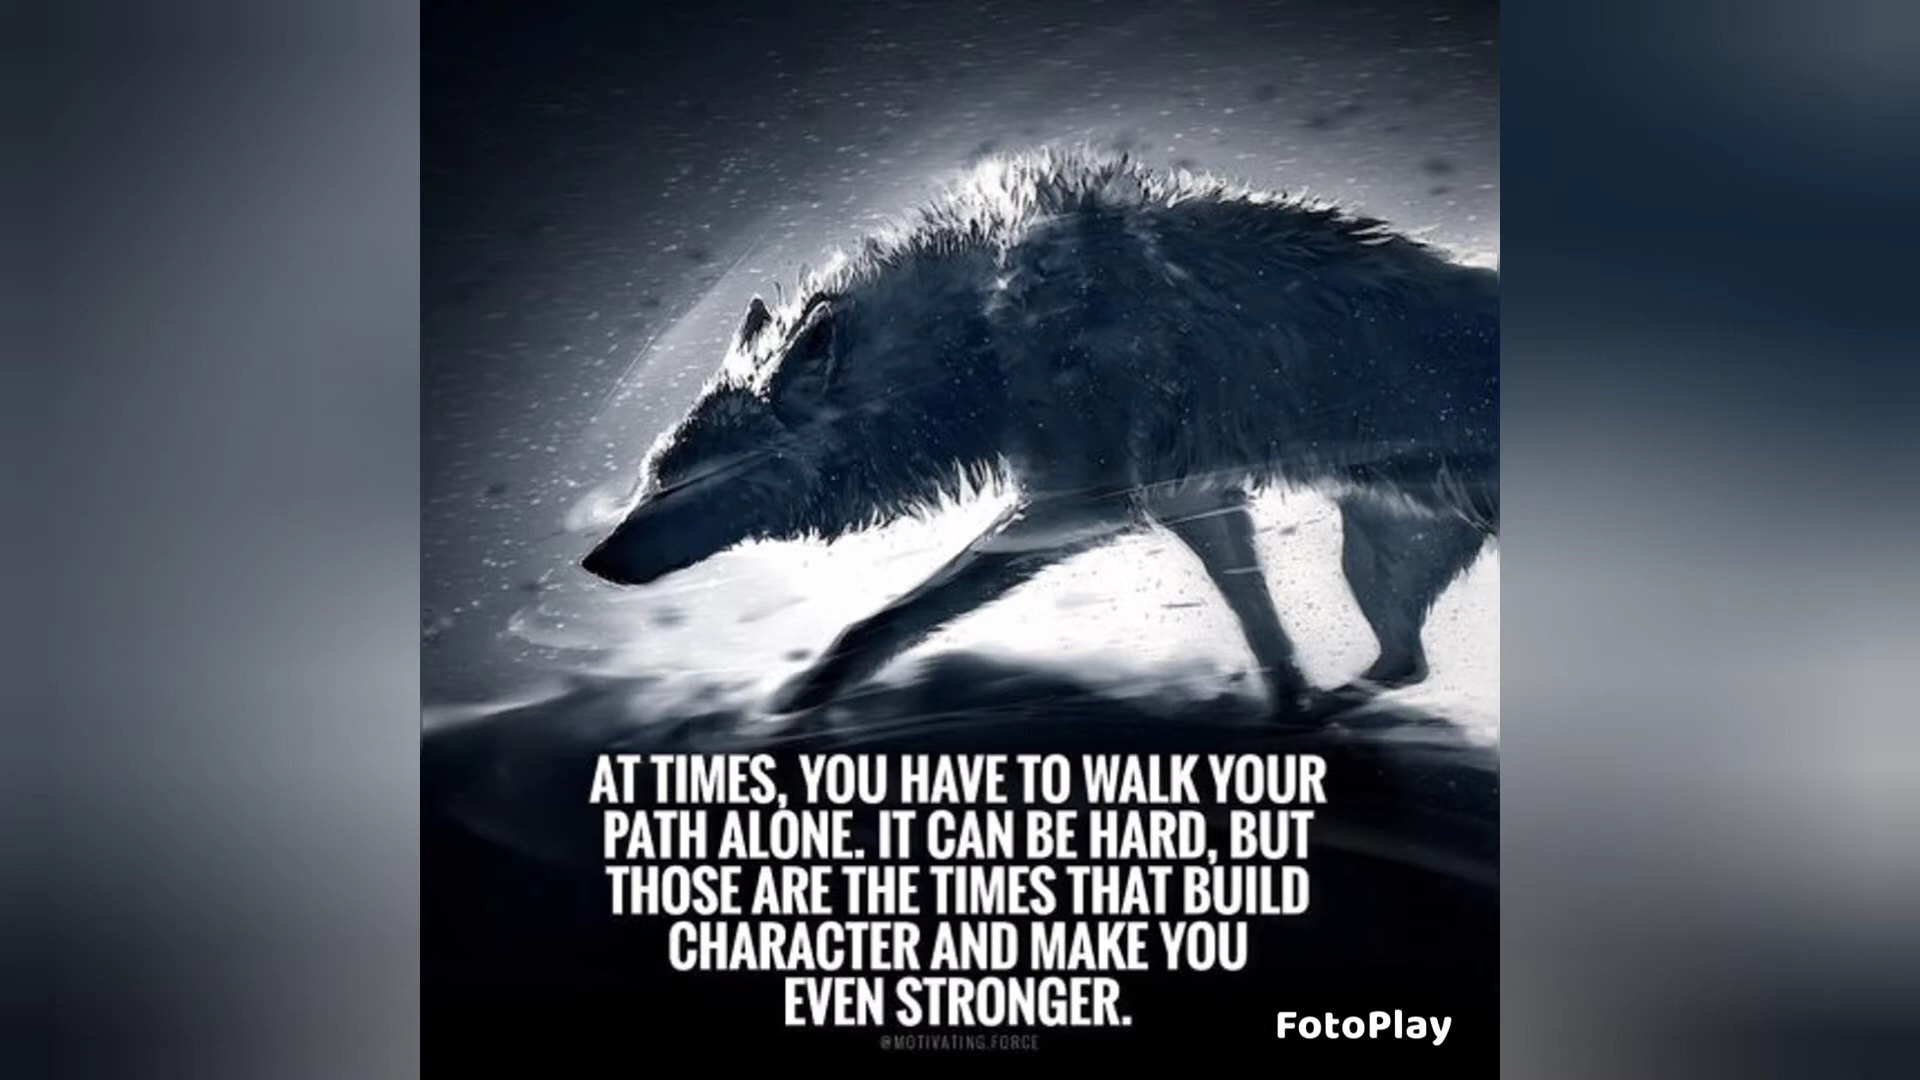 AT TIMES, YOU HAVE TO WALK YOUR
PATH ALONE. IT CAN BE HARD, BUT
THOSE ARE THE TIMES THAT BUILD
CHARACTER AND MAKE YOU
EVEN STRONGER.
@MOTIVATING.FORCE
FotoPlay